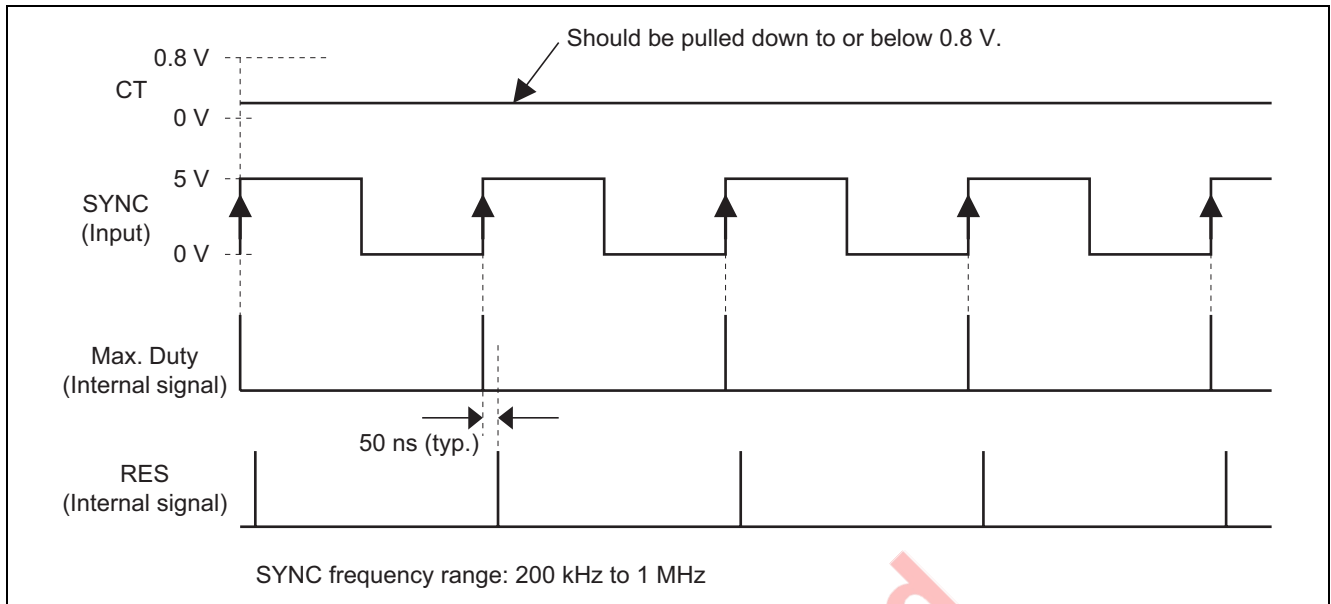 Should be pulled down to or below 0.8 V.
0.8 V
CT
0 V
5 V
SYNC
(Input)
0 V
Max. Duty
(Internal signal)
50 ns (typ.)
RES
(Internal signal)
SYNC frequency range: 200 kHz to 1 MHz